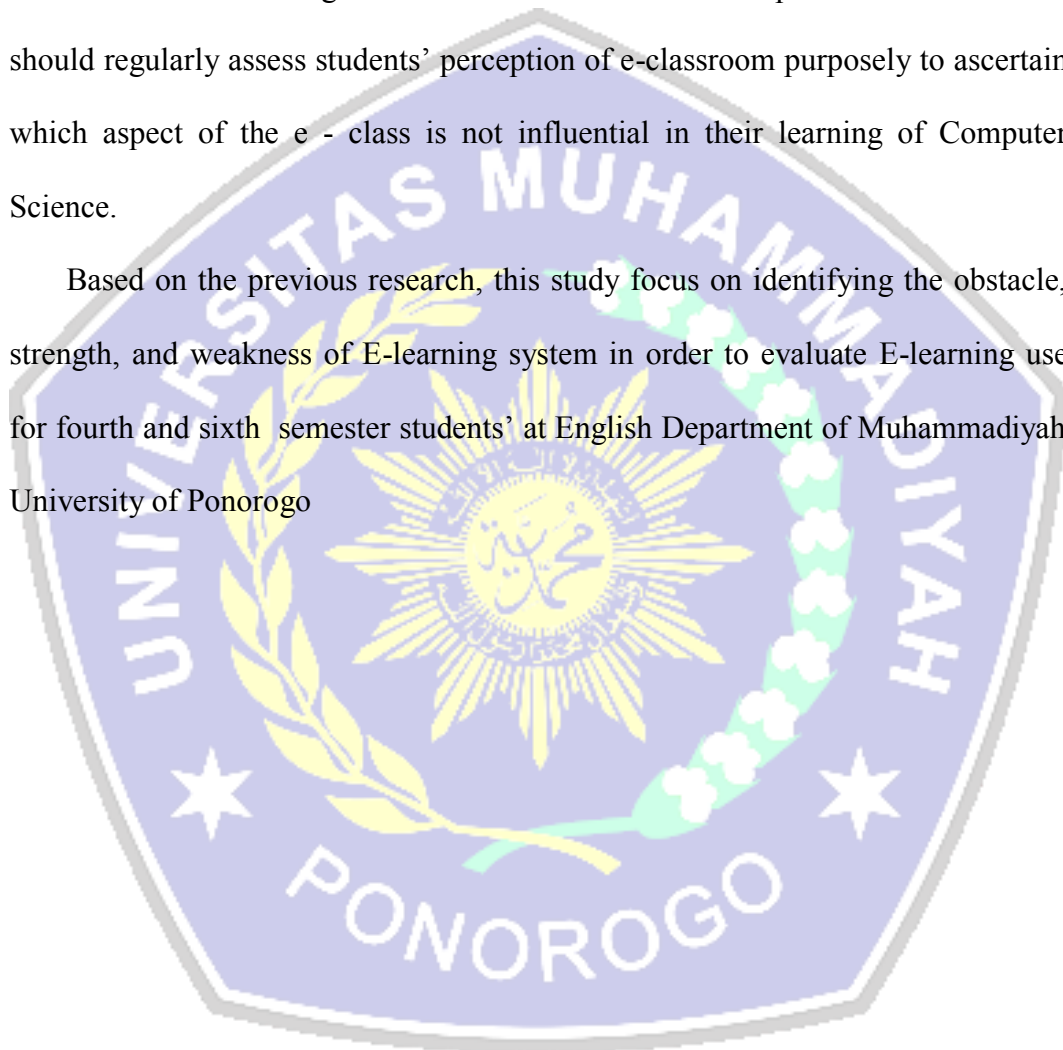 should regularly assess students’ perception of e-classroom purposely to ascertain
which aspect of the e - class is not influential in their learning of Computer
Science.
Based on the previous research, this study focus on identifying the obstacle,
strength, and weakness of E-learning system in order to evaluate E-learning use
for fourth and sixth semester students’ at English Department of Muhammadiyah
University of Ponorogo
UNIVERSITAS MUHAMMADIYAH
PONOROGO